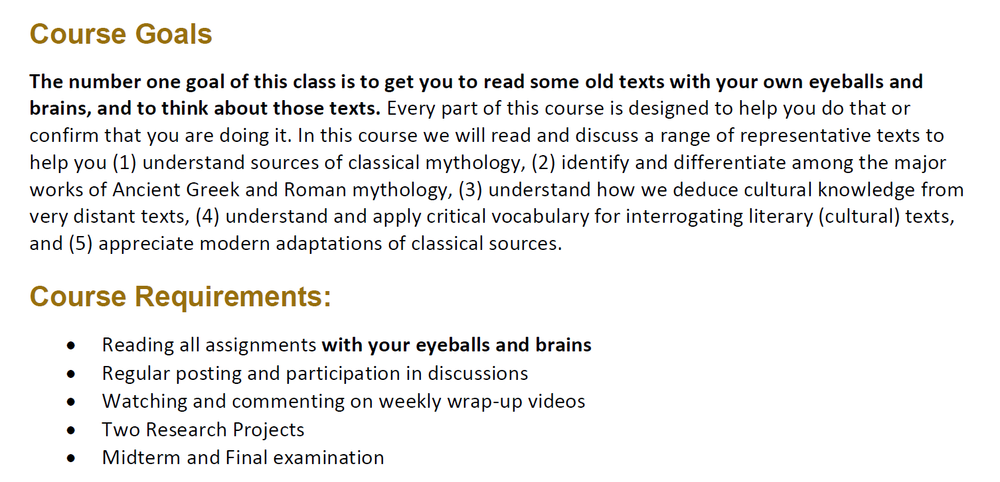 Course Goals
The number one goal of this class is to get you to read some old texts with your own eyeballs and
brains, and to think about those texts. Every part of this course is designed to help you do that or
confirm that you are doing it. In this course we will read and discuss a range of representative texts to
help you (1) understand sources of classical mythology, (2) identify and differentiate among the major
works of Ancient Greek and Roman mythology, (3) understand how we deduce cultural knowledge from
very distant texts, (4) understand and apply critical vocabulary for interrogating literary (cultural) texts,
and (5) appreciate modern adaptations of classical sources.
Course Requirements:
• Reading all assignments with your eyeballs and brains
• Regular posting and participation in discussions
• Watching and commenting on weekly wrap-up videos
• Two Research Projects
• Midterm and Final examination